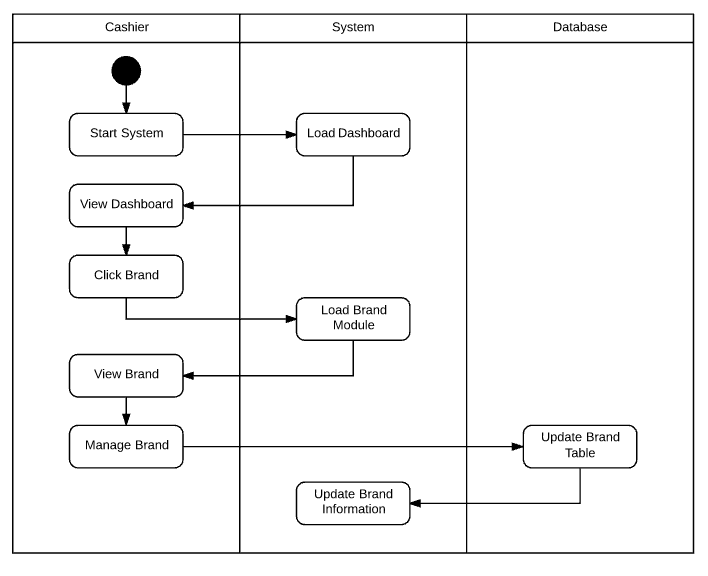 Cashier
System
Database
Start System
Load Dashboard
View Dashboard
Click Brand
Load Brand
Module
View Brand
Manage Brand
Update Brand
Table
Update Brand
Information